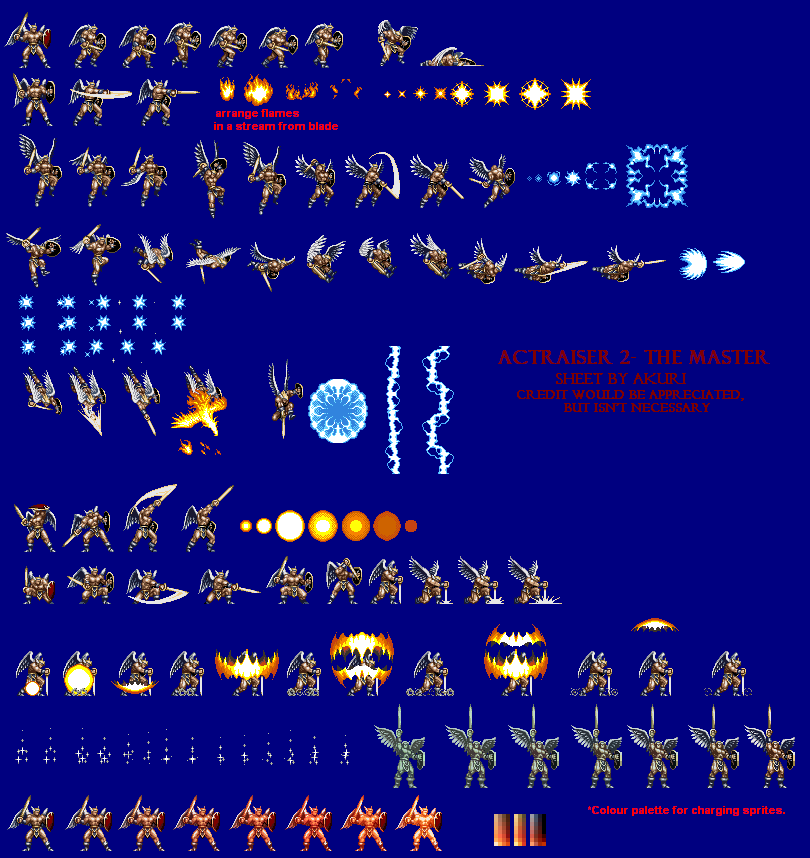 arrange flames
in a stream from blade
ACTRAISER 2- THE MASTER
SHEET BY AKURI
CREDIT WOULD BE APPRECIATED,
BUT ISN'T NECESSARY
*Colour palette for charging sprites.